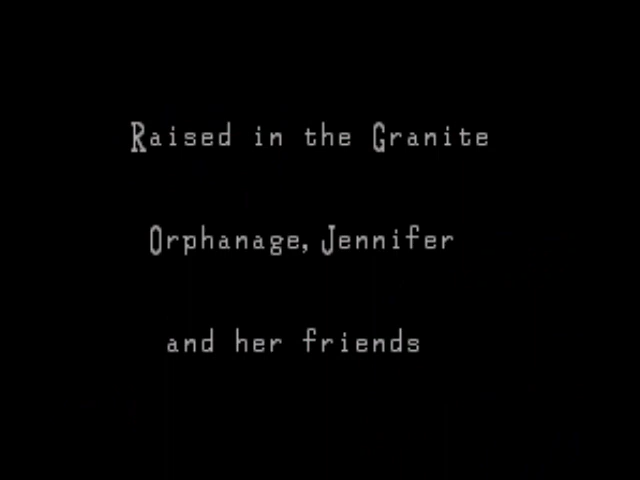 Raised in the Granite
Orphanage, Jennifer
and her friends